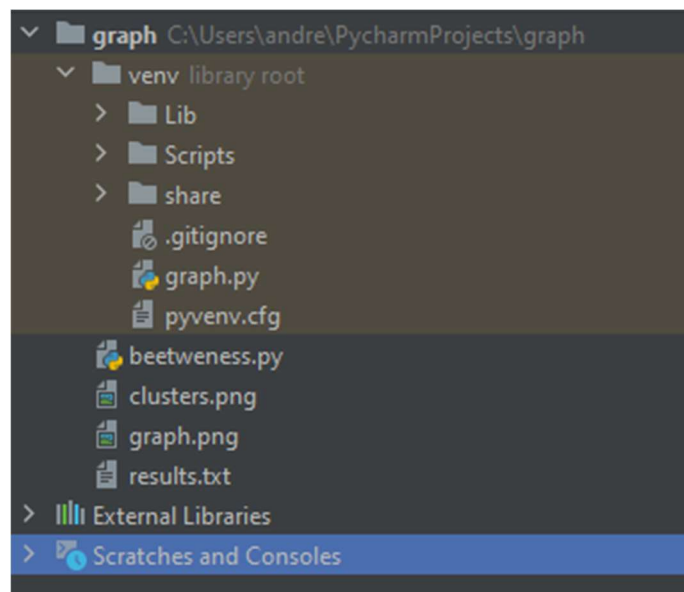 graph C:\Users\andre\PycharmProjects\graph
venv library root
Lib
Scripts
share
.gitignore
graph.py
pyvenv.cfg
beetweness.py
clusters.png
graph.png
results.txt
External Libraries
Scratches and Consoles